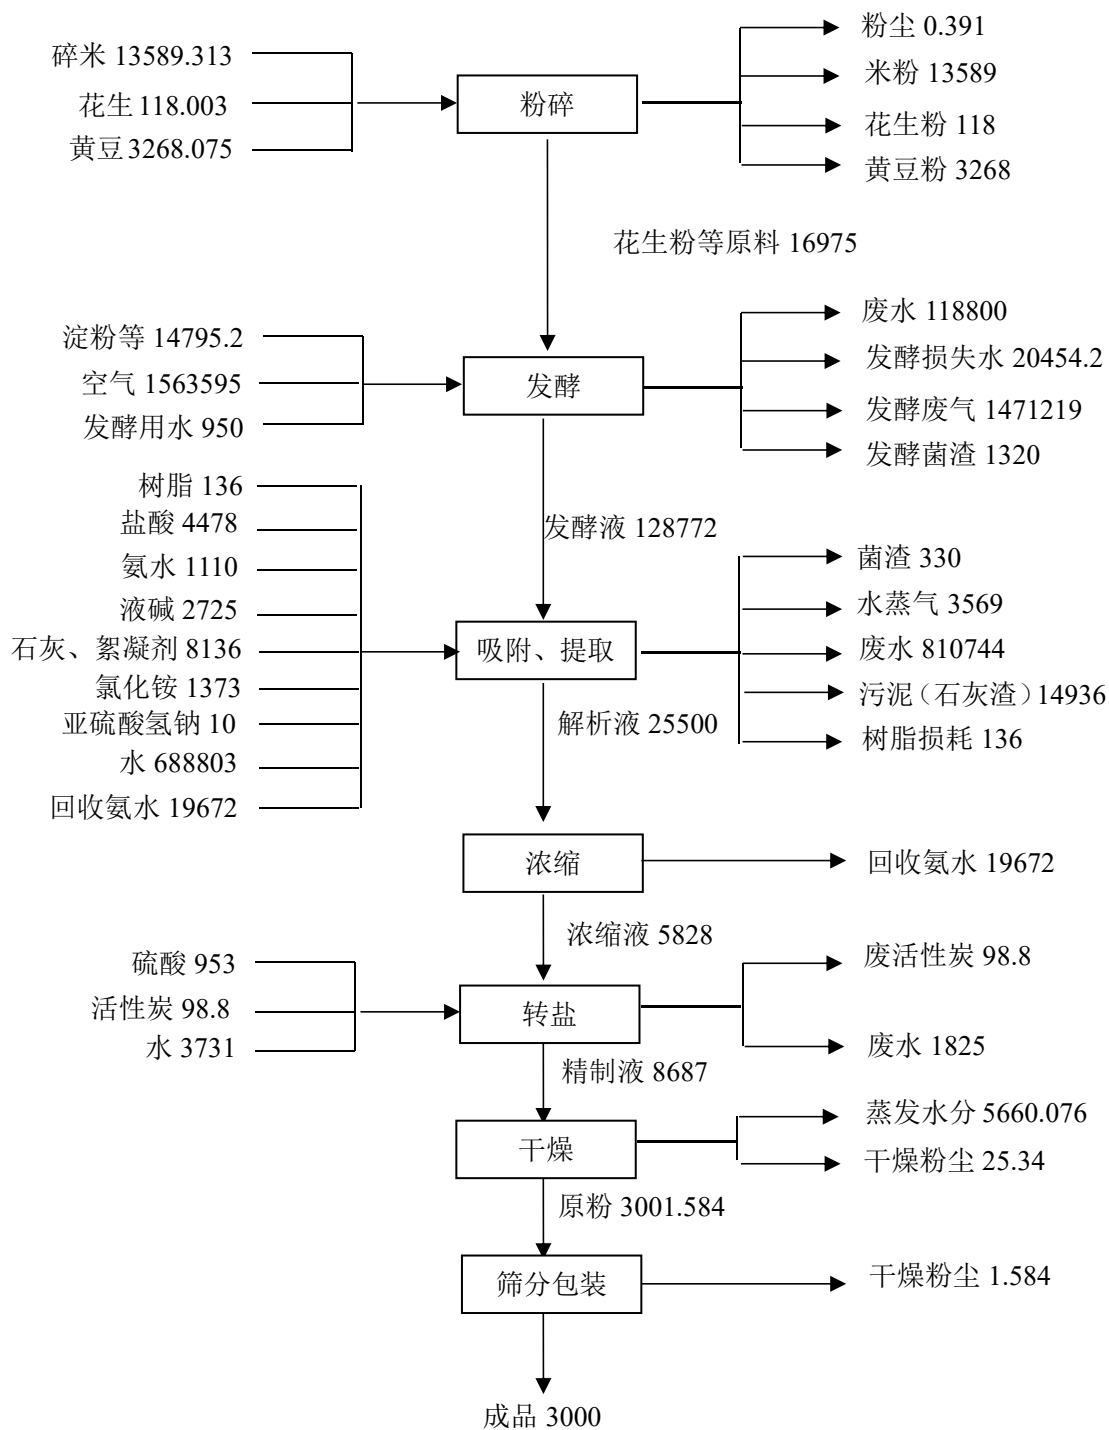 碎米 13589.313
花生 118.003
黄豆 3268.075
粉碎
粉尘 0.391
米粉 13589
花生粉 118
黄豆粉 3268
花生粉等原料 16975
淀粉等 14795.2
空气 1563595
发酵用水 950
发酵
废水 118800
发酵损失水 20454.2
发酵废气 1471219
发酵菌渣 1320
发酵液 128772
树脂 136
盐酸 4478
氨水 1110
液碱 2725
石灰、絮凝剂 8136
氯化铵 1373
亚硫酸氢钠 10
水 688803
回收氨水 19672
吸附、提取
菌渣 330
水蒸气 3569
废水 810744
污泥（石灰渣）14936
树脂损耗 136
解析液 25500
浓缩
回收氨水 19672
浓缩液 5828
硫酸 953
活性炭 98.8
水 3731
转盐
废活性炭 98.8
废水 1825
精制液 8687
干燥
蒸发水分 5660.076
干燥粉尘 25.34
原粉 3001.584
筛分包装
干燥粉尘 1.584
成品 3000